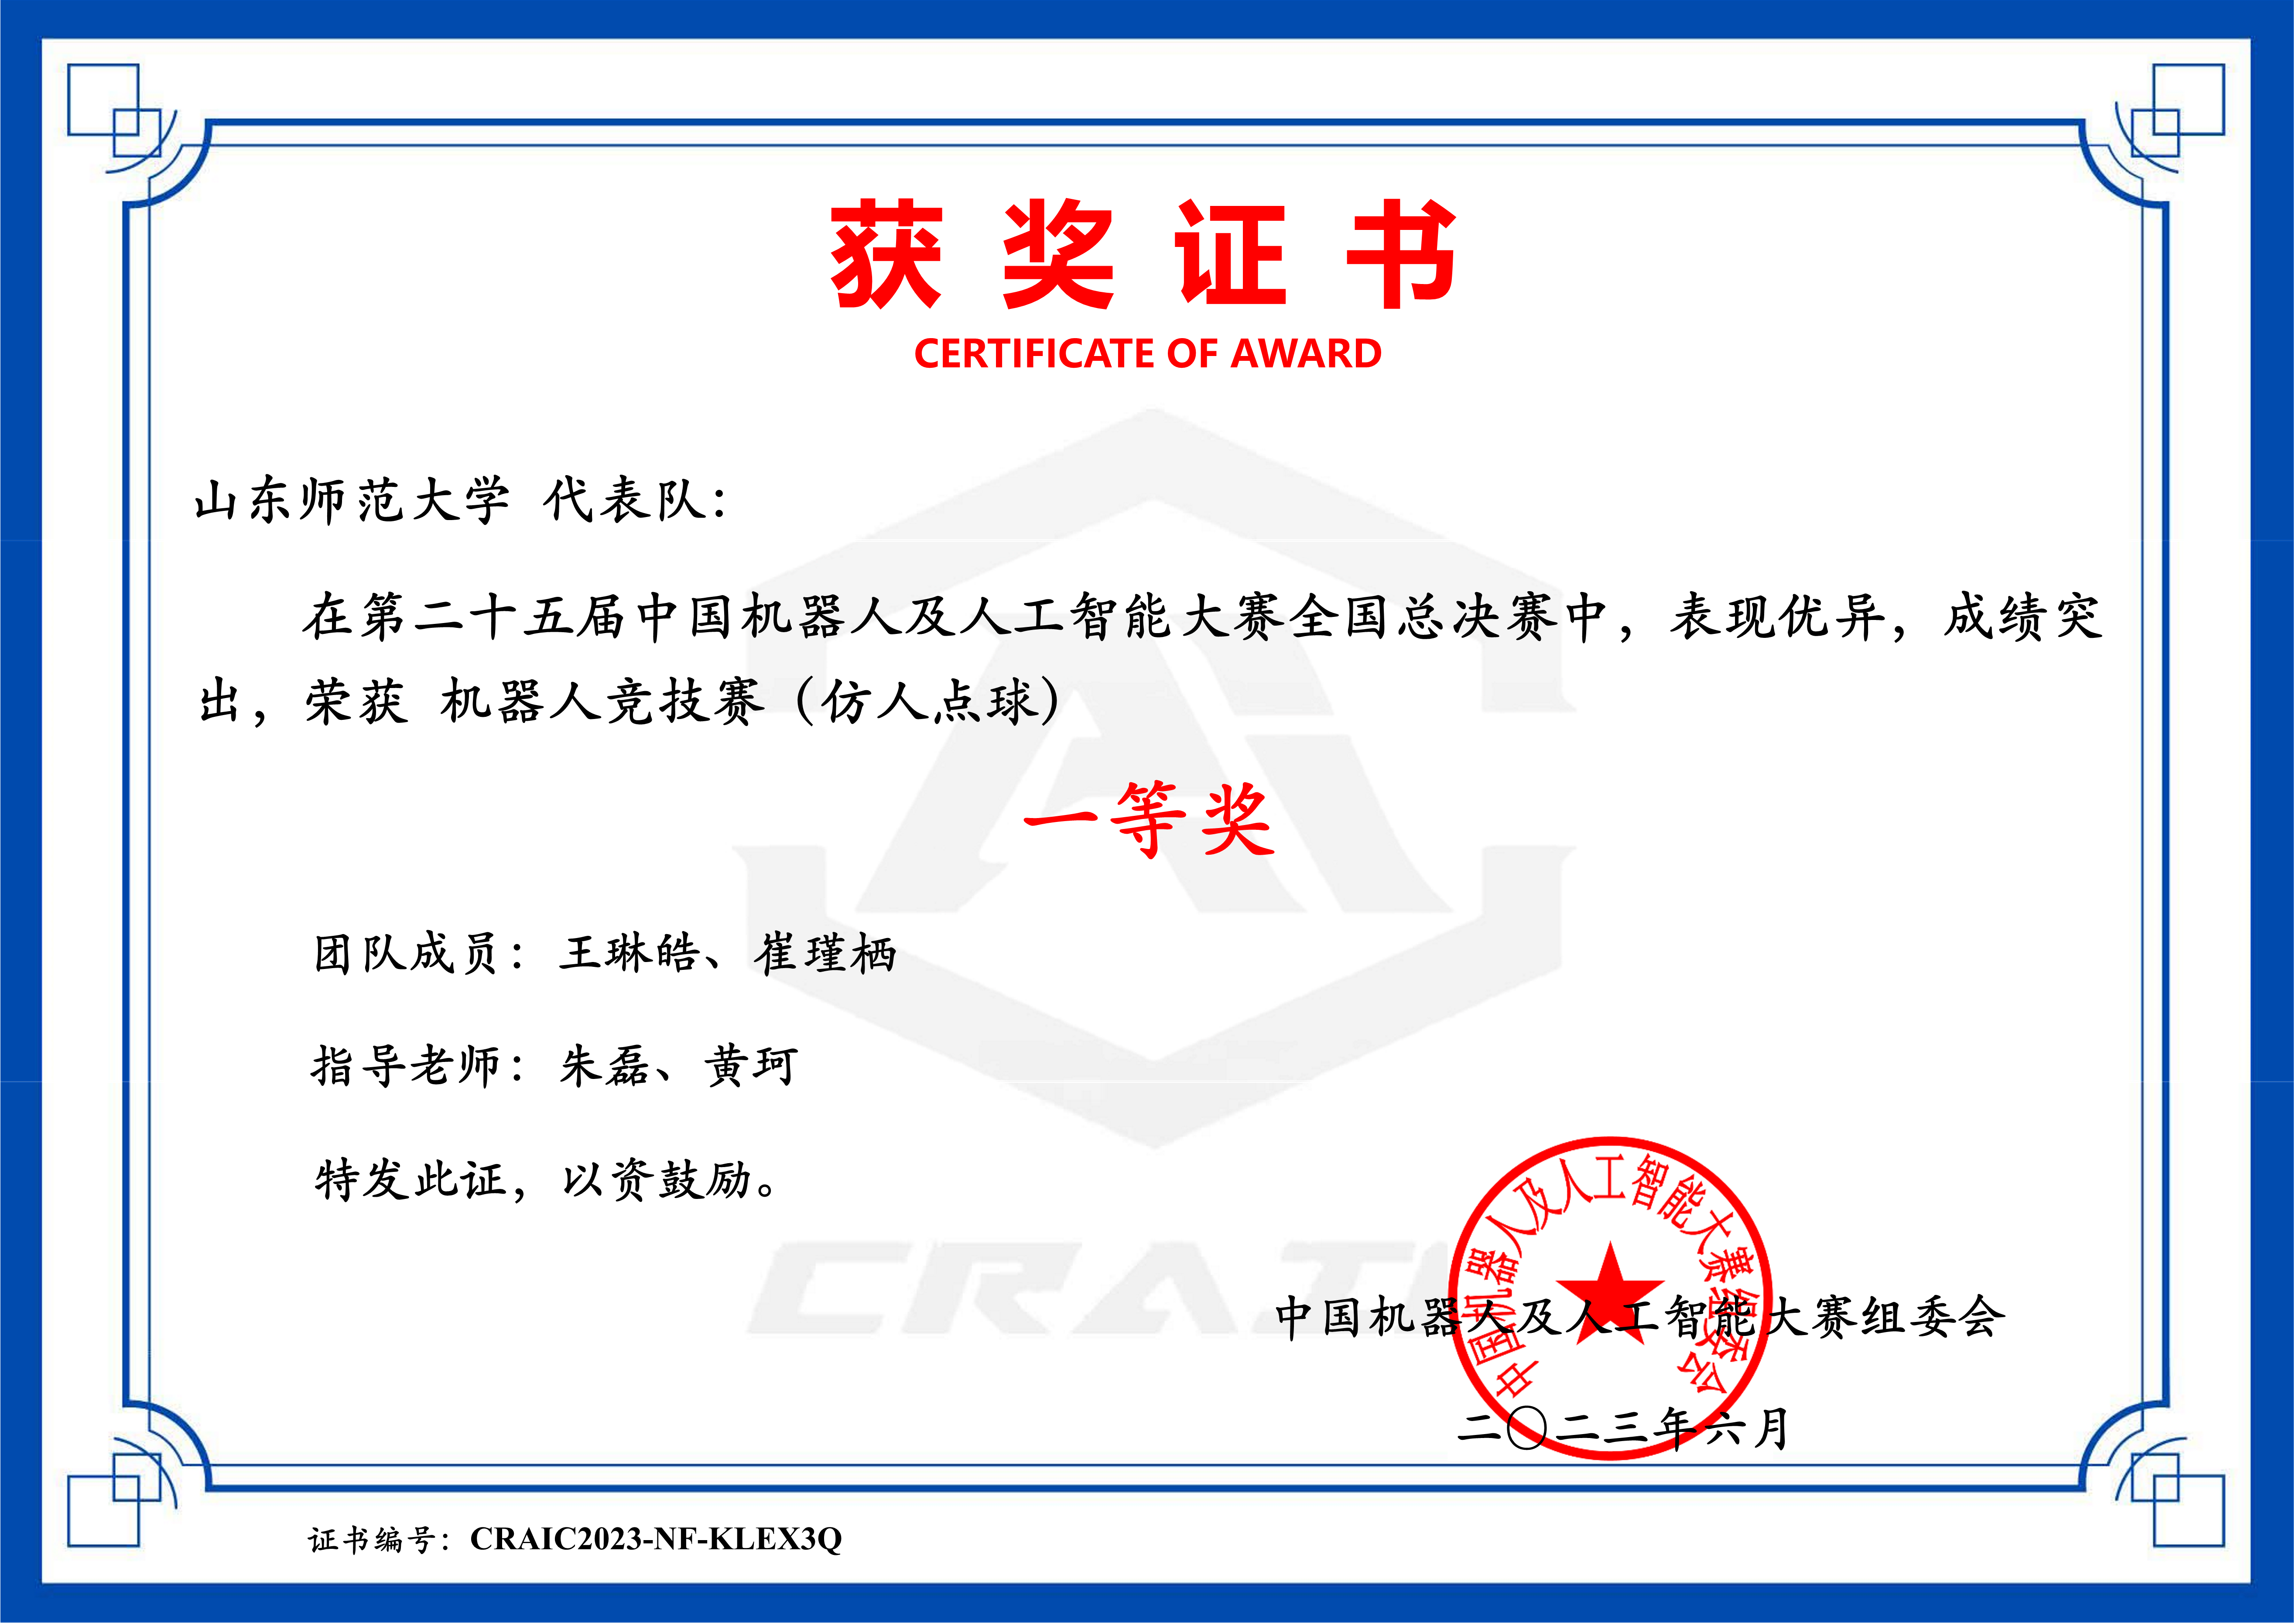 获奖证书
CERTIFICATE OF AWARD
山东师范大学 代表队：
在第二十五届中国机器人及人工智能大赛全国总决赛中，表现优异，成绩突
出，荣获 机器人竞技赛（仿人点球）
一等奖
团队成员：王琳皓、崔瑾栖
指导老师：朱磊、黄珂
特发此证，以资鼓励。
CRAI
中国机器人及人工智能大赛组委会
中国机器人及人工智能大赛组委会
二〇二三年六月
证书编号：CRAIC2023-NF-KLEX3Q